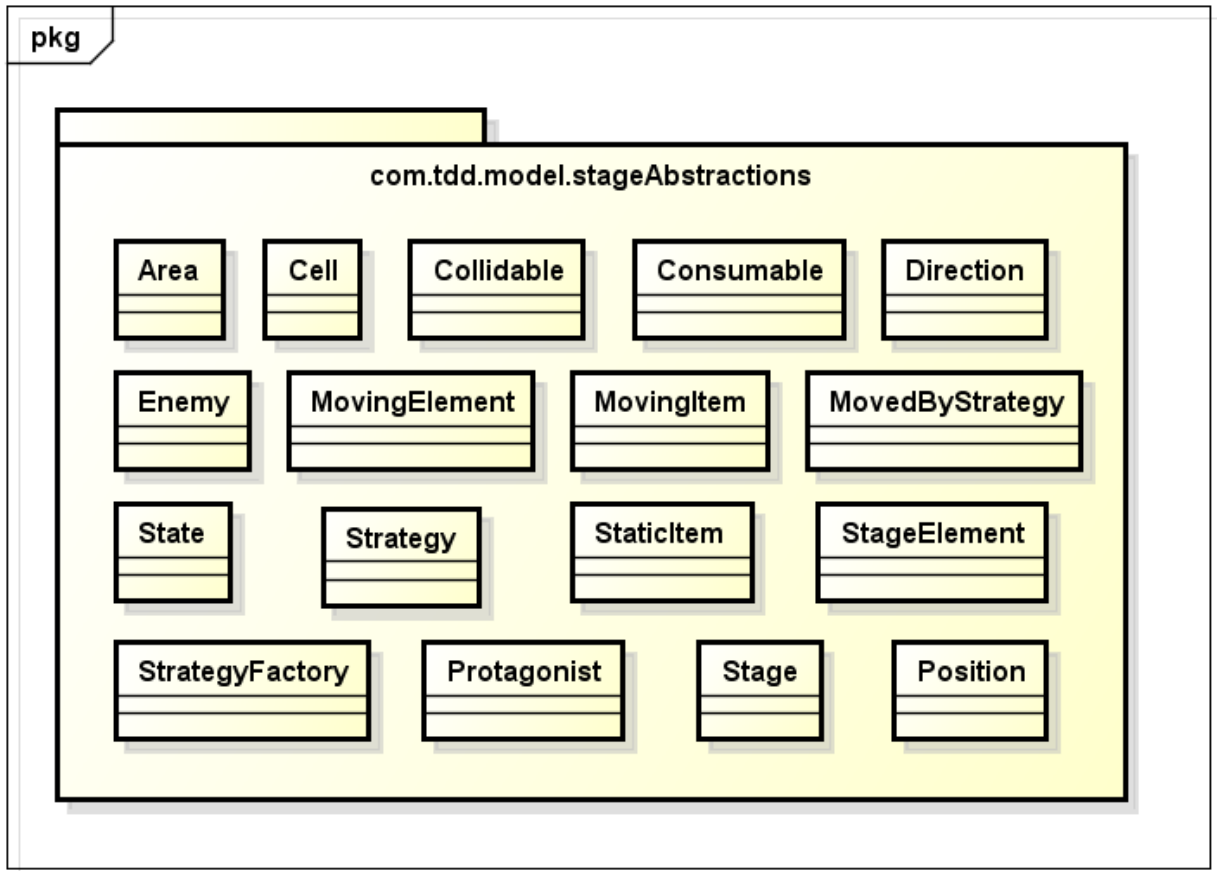 pkg
com.tdd.model.stageAbstractions
Area Cell Collidable Consumable Direction
Enemy MovingElement MovingItem MovedByStrategy
State Strategy StaticItem StageElement
StrategyFactory Protagonist Stage Position